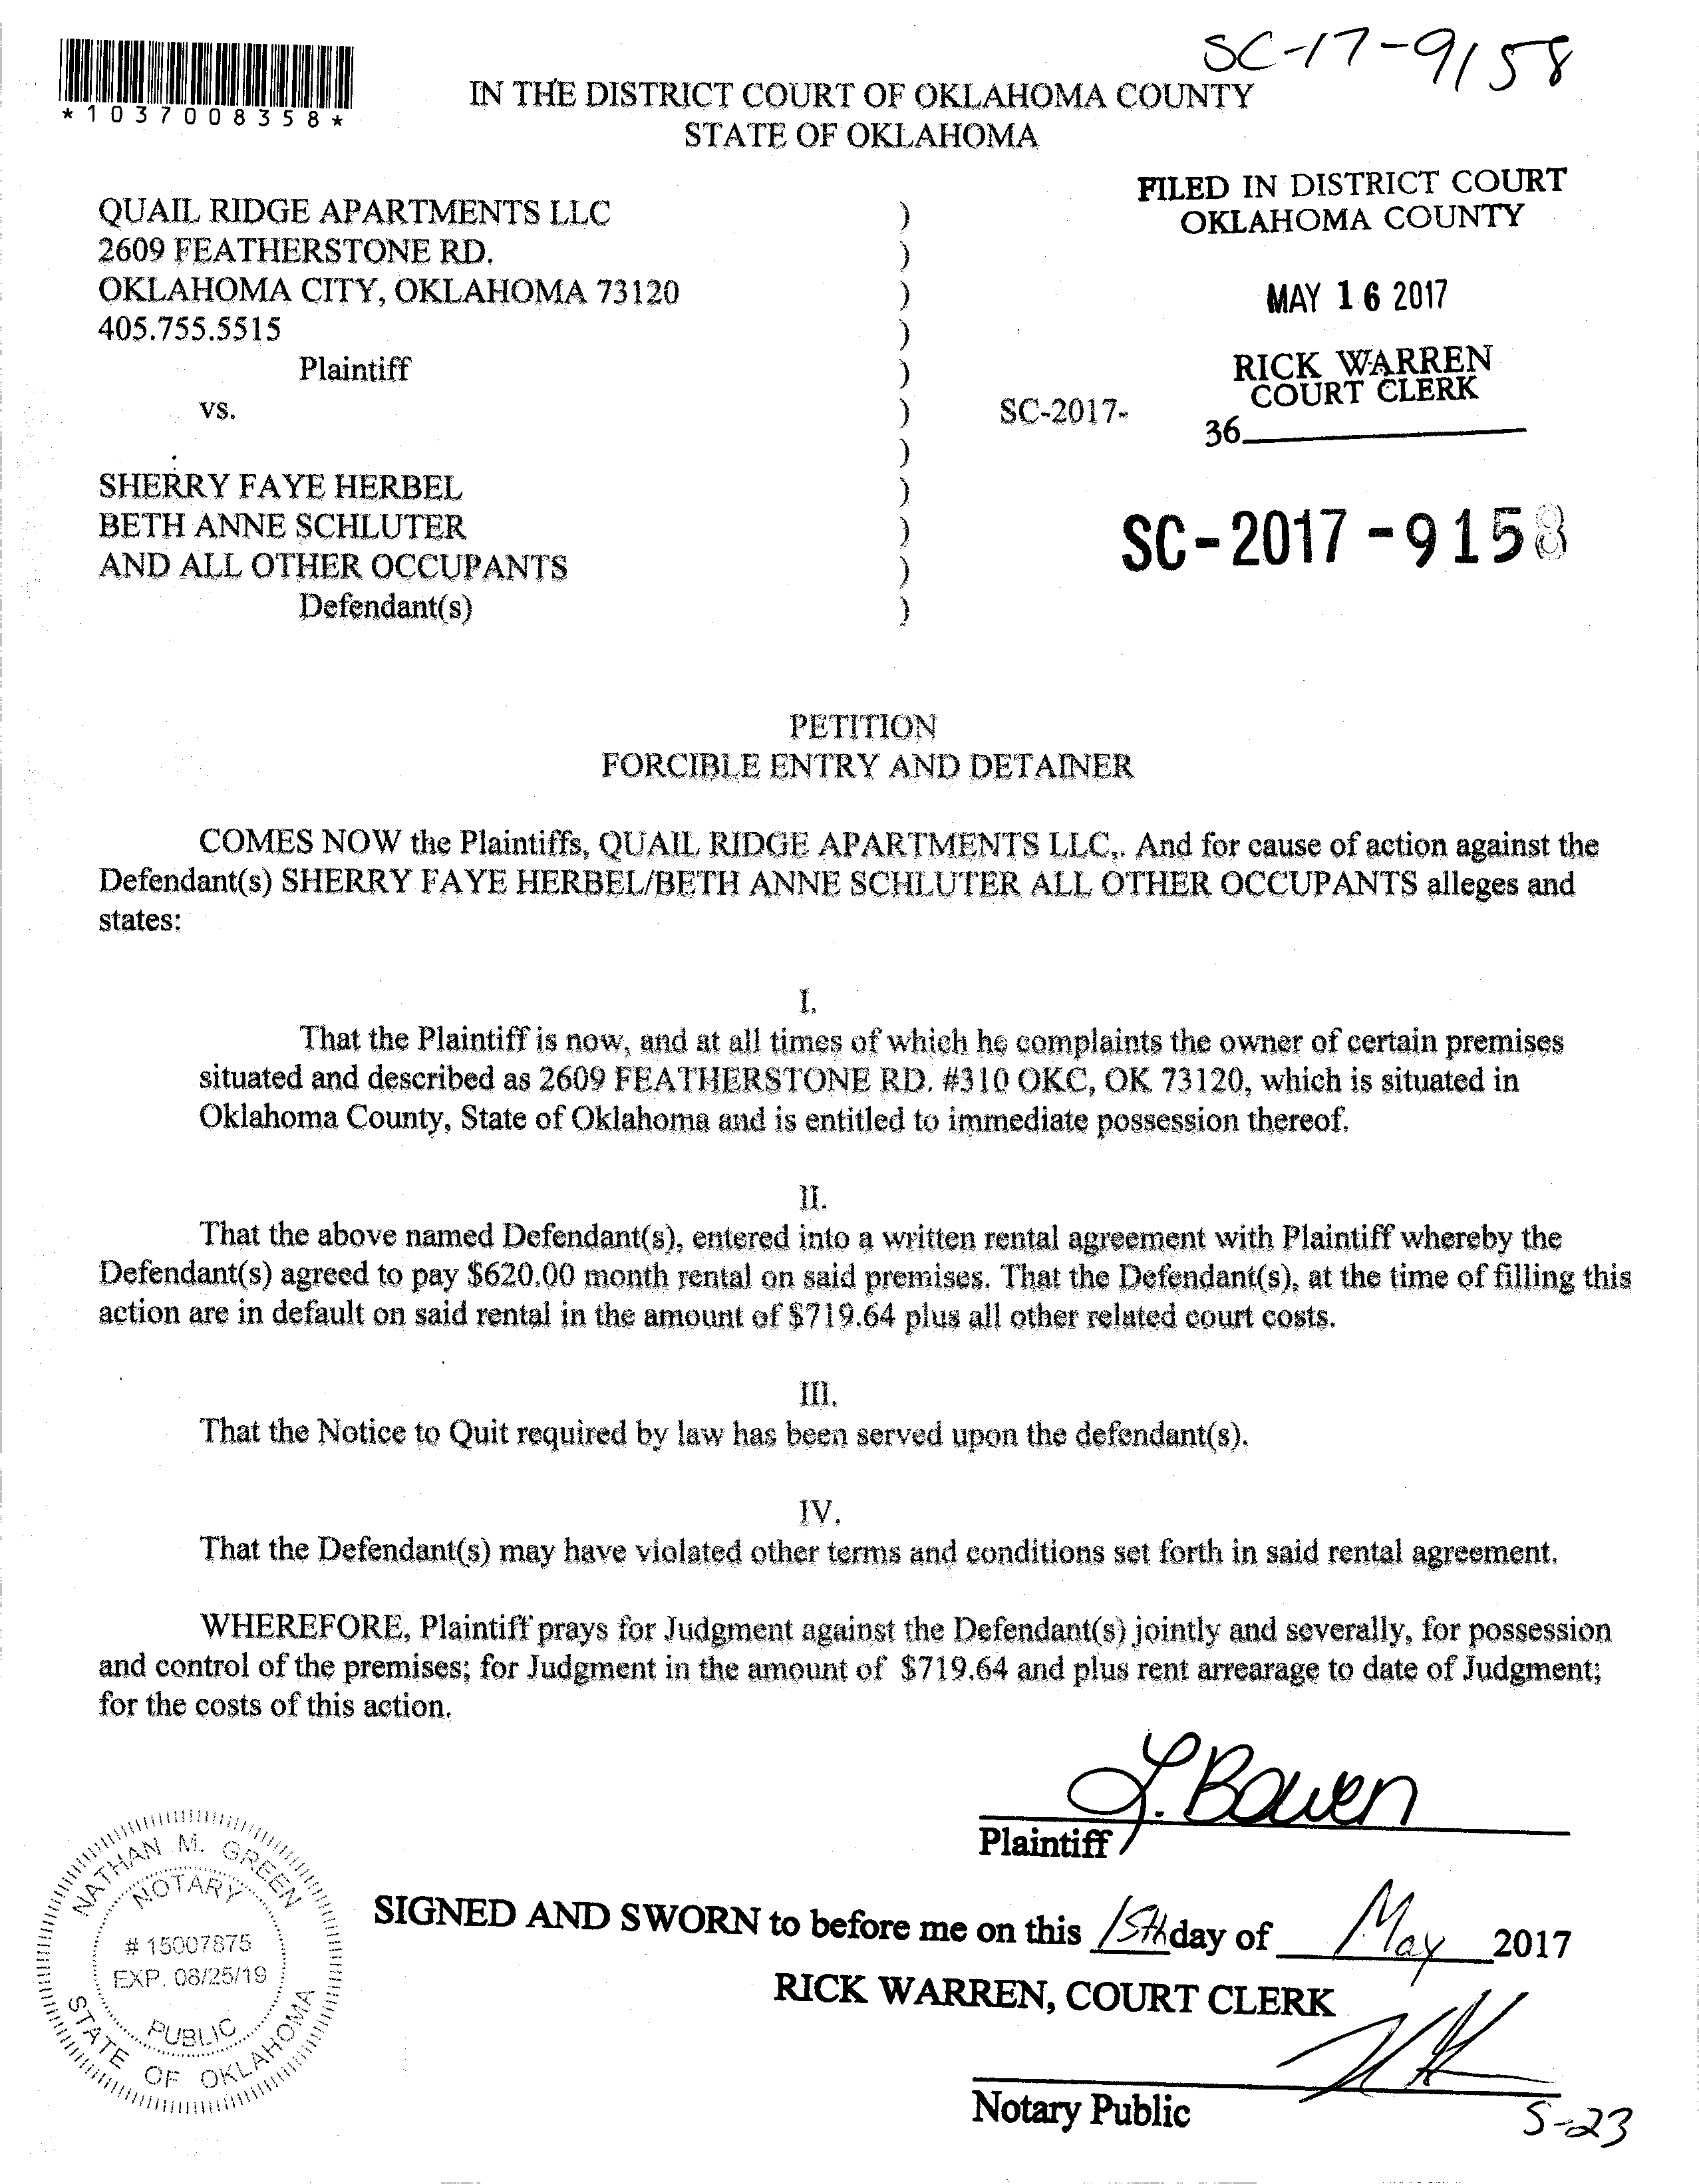 SC-17-9158
*1037008358*
IN THE DISTRICT COURT OF OKLAHOMA COUNTY
STATE OF OKLAHOMA
FILED IN DISTRICT COURT
OKLAHOMA COUNTY
MAY 16 2017
RICK WARREN
COURT CLERK
36
QUAIL RIDGE APARTMENTS LLC )
2609 FEATHERSTONE RD. )
OKLAHOMA CITY, OKLAHOMA 73120 )
405.755.5515 )
Plaintiff )
vs. ) SC-2017-
)
SHERRY FAYE HERBEL )
BETH ANNE SCHLUTER )
AND ALL OTHER OCCUPANTS )
Defendant(s) )
SC-2017-9158
PETITION
FORCIBLE ENTRY AND DETAINER
COMES NOW the Plaintiffs, QUAIL RIDGE APARTMENTS LLC,. And for cause of action against the
Defendant(s) SHERRY FAYE HERBEL/BETH ANNE SCHLUTER ALL OTHER OCCUPANTS alleges and
states:
I.
That the Plaintiff is now, and at all times of which he complaints the owner of certain premises
situated and described as 2609 FEATHERSTONE RD. #310 OKC, OK 73120, which is situated in
Oklahoma County, State of Oklahoma and is entitled to immediate possession thereof.
II.
That the above named Defendant(s), entered into a written rental agreement with Plaintiff whereby the
Defendant(s) agreed to pay $620.00 month rental on said premises. That the Defendant(s), at the time of filling this
action are in default on said rental in the amount of $719.64 plus all other related court costs.
III.
That the Notice to Quit required by law has been served upon the defendant(s).
IV.
That the Defendant(s) may have violated other terms and conditions set forth in said rental agreement.
WHEREFORE, Plaintiff prays for Judgment against the Defendant(s) jointly and severally, for possession
and control of the premises; for Judgment in the amount of $719.64 and plus rent arrearage to date of Judgment;
for the costs of this action.
L. Bowen
Plaintiff
NATHAN M. GREEN
NOTARY
# 15007875
EXP. 08/25/19
PUBLIC
STATE OF OKLAHOMA
SIGNED AND SWORN to before me on this 15th day of May 2017
RICK WARREN, COURT CLERK
Notary Public
5-23